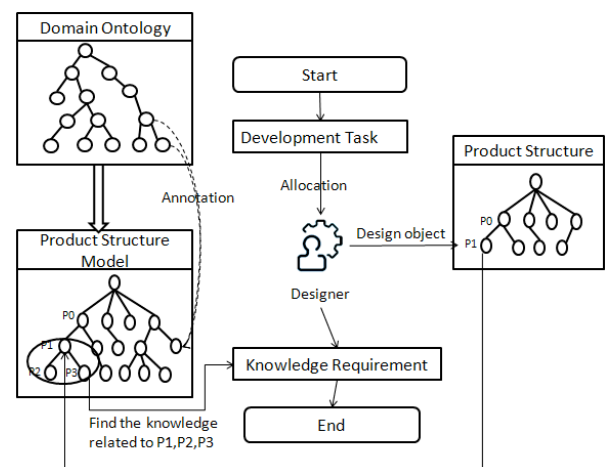 Domain Ontology
Start
Development Task
Product Structure
Annotation
Allocation
P0
P1
Design object
Product Structure
Model
P0
P1
P2
P3
Designer
Knowledge Requirement
Find the knowledge
related to P1,P2,P3
End